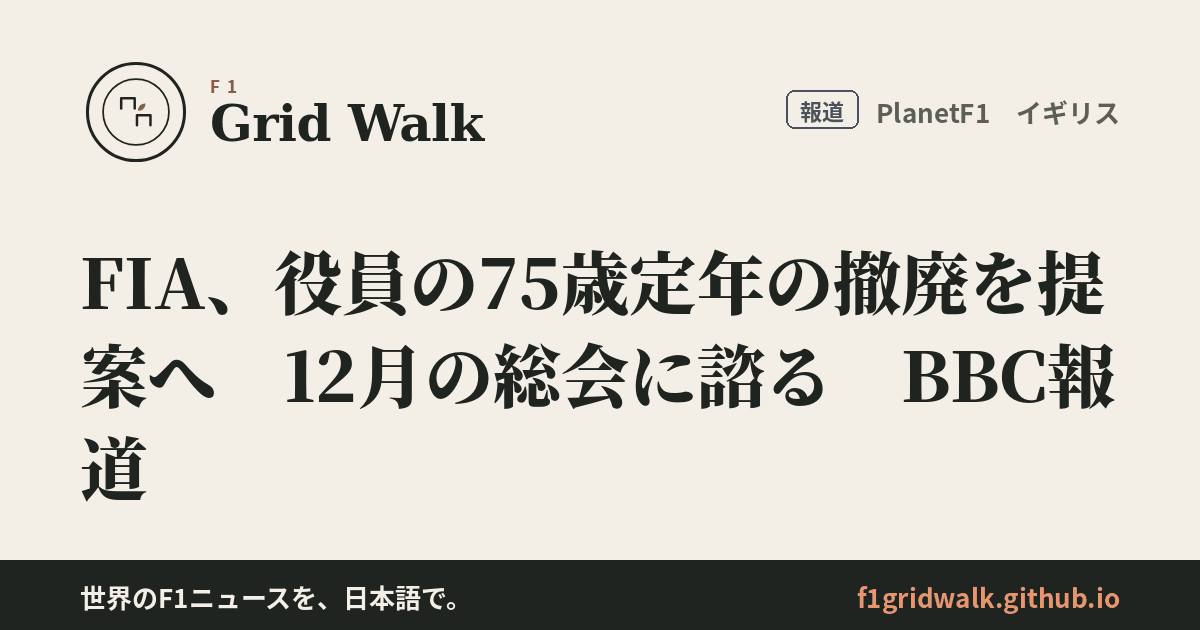 F1
Grid Walk
報道 PlanetF1 イギリス
FIA、役員の75歳定年の撤廃を提
案へ 12月の総会に諮る BBC報
道
世界のF1ニュースを、日本語で。
f1gridwalk.github.io